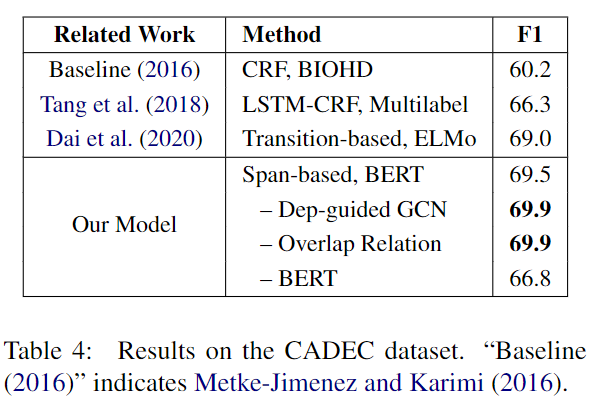 Related Work Method F1
Baseline (2016) CRF, BIOHD 60.2
Tang et al. (2018) LSTM-CRF, Multilabel 66.3
Dai et al. (2020) Transition-based, ELMo 69.0
Span-based, BERT 69.5
– Dep-guided GCN 69.9
Our Model
– Overlap Relation 69.9
– BERT 66.8
Table 4: Results on the CADEC dataset. “Baseline
(2016)” indicates Metke-Jimenez and Karimi (2016).